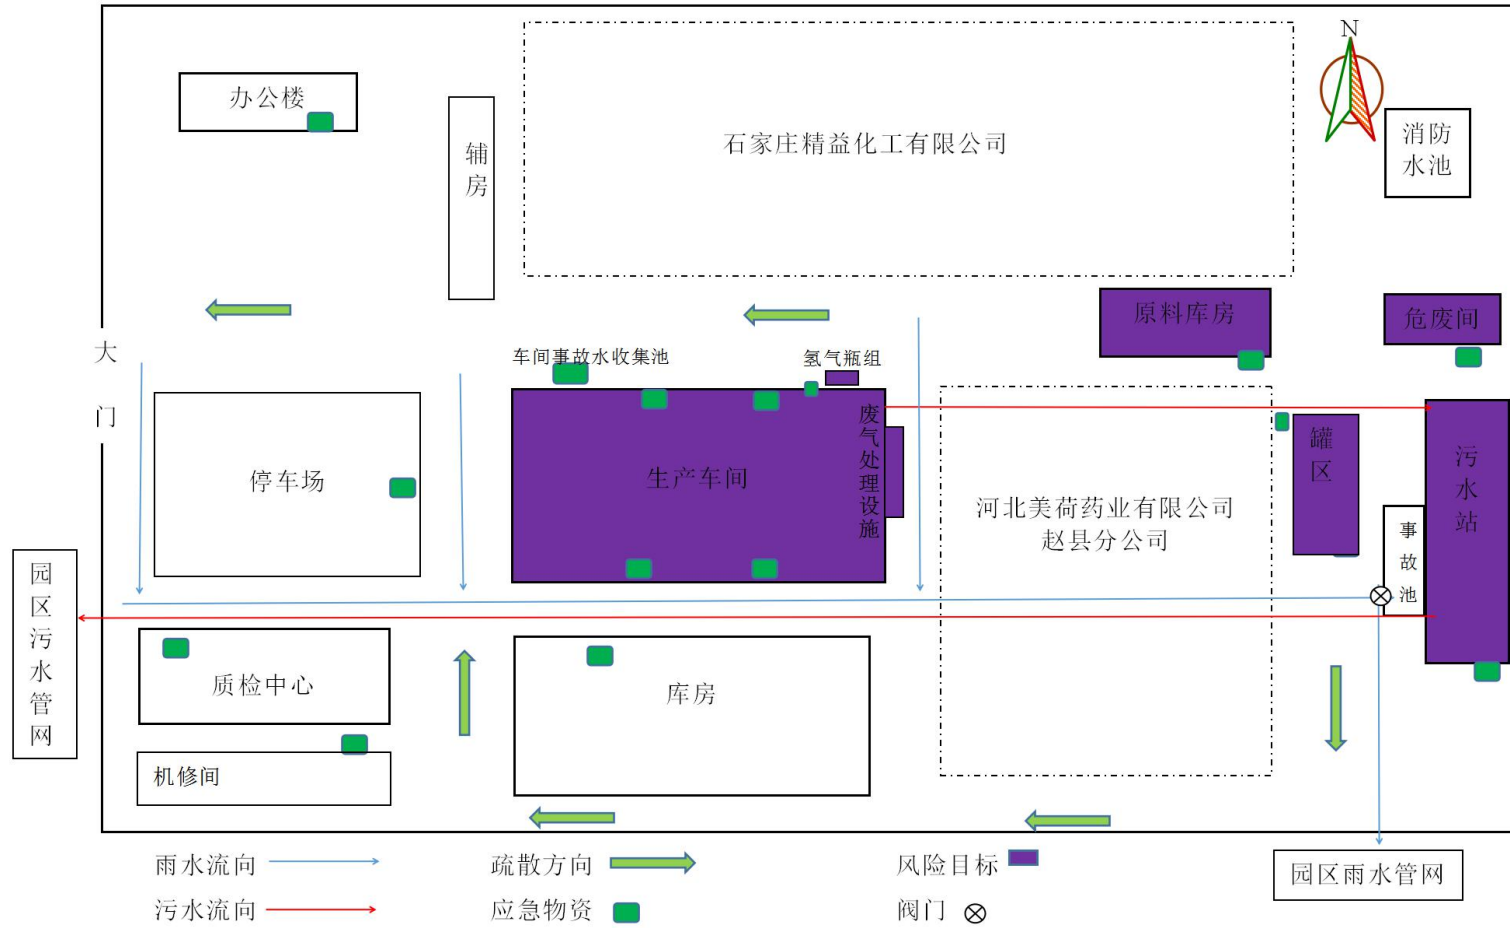 N
办公楼
消防
水池
石家庄精益化工有限公司
辅
房
原料库房
危废间
大
门
车间事故水收集池
氢气瓶组
停车场
生产车间
废
气
处
理
设
施
河北美荷药业有限公司
赵县分公司
罐
区
污
水
站
事
故
池
园
区
污
水
管
网
质检中心
库房
机修间
雨水流向
疏散方向
风险目标
园区雨水管网
污水流向
应急物资
阀门